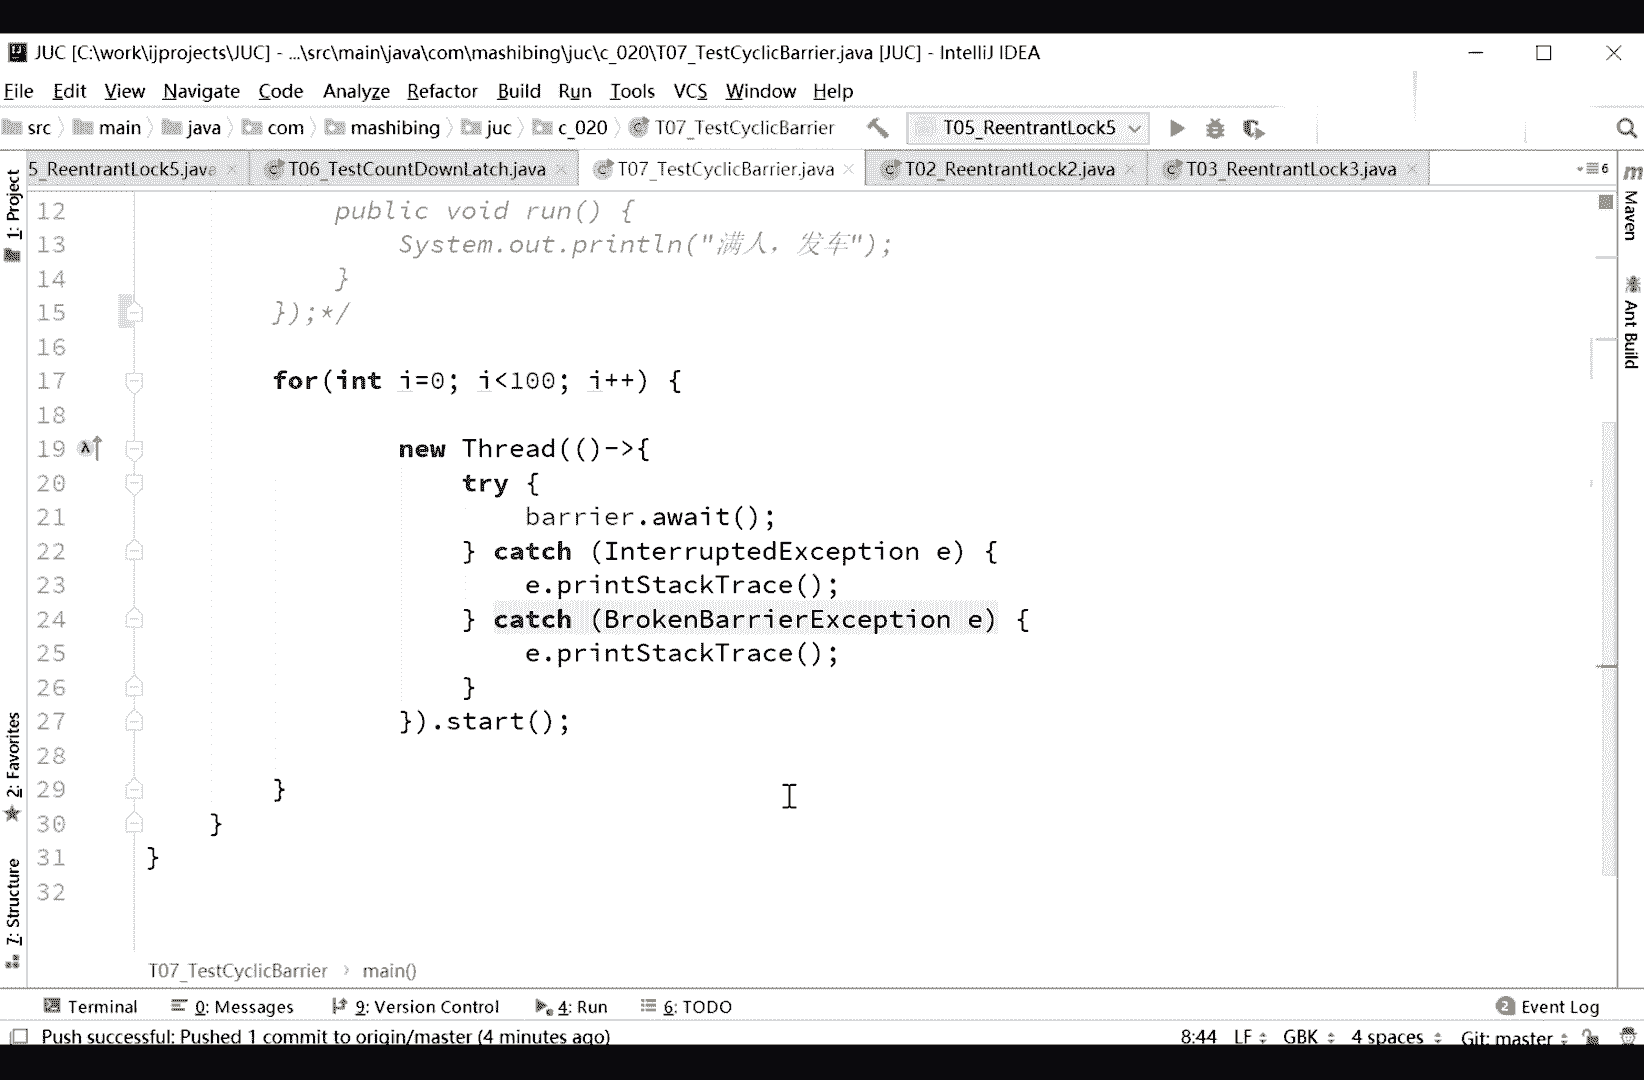 JUC [C:\work\ijprojects\JUC] - ...\src\main\java\com\mashibing\juc\c_020\T07_TestCyclicBarrier.java [JUC] - IntelliJ IDEA
File Edit View Navigate Code Analyze Refactor Build Run Tools VCS Window Help
src main java com mashibing juc c_020 T07_TestCyclicBarrier T05_ReentrantLock5
5_ReentrantLock5.java T06_TestCountDownLatch.java T07_TestCyclicBarrier.java T02_ReentrantLock2.java T03_ReentrantLock3.java 6
1: Project
2: Favorites
7: Structure
12 public void run() {
13 System.out.println("满人，发车");
14 }
15 });*/
16
17 for(int i=0; i<100; i++) {
18
19 new Thread(()->{
20 try {
21 barrier.await();
22 } catch (InterruptedException e) {
23 e.printStackTrace();
24 } catch (BrokenBarrierException e) {
25 e.printStackTrace();
26 }
27 }).start();
28
29 }
30 }
31 }
32
m Maven
Ant Build
T07_TestCyclicBarrier main()
Terminal 0: Messages 9: Version Control 4: Run 6: TODO 2 Event Log
Push successful: Pushed 1 commit to origin/master (4 minutes ago) 8:44 LF GBK 4 spaces Git: master